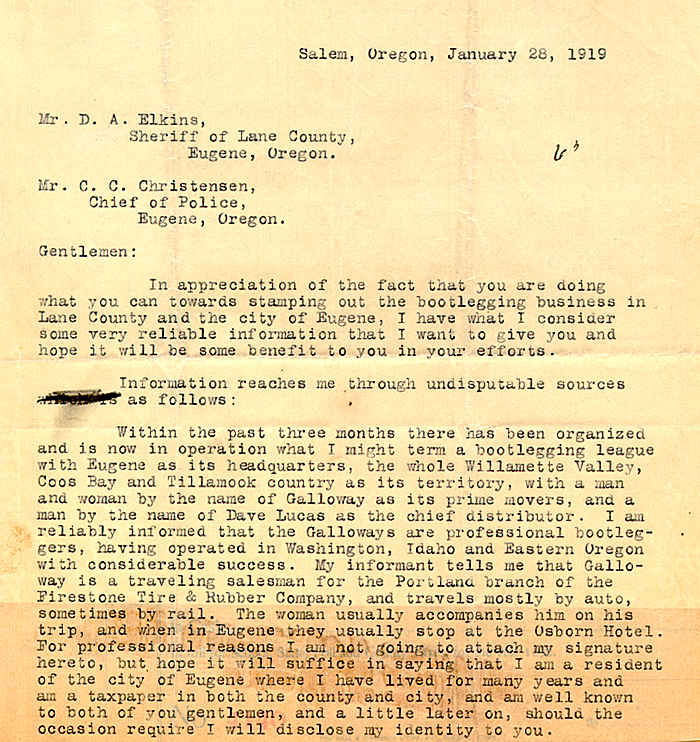 Salem, Oregon, January 28, 1919
Mr. D. A. Elkins,
Sheriff of Lane County,
Eugene, Oregon.
Mr. C. C. Christensen,
Chief of Police,
Eugene, Oregon.
Gentlemen:
In appreciation of the fact that you are doing
what you can towards stamping out the bootlegging business in
Lane County and the city of Eugene, I have what I consider
some very reliable information that I want to give you and
hope it will be some benefit to you in your efforts.
Information reaches me through undisputable sources
is as follows:
Within the past three months there has been organized
and is now in operation what I might term a bootlegging league
with Eugene as its headquarters, the whole Willamette Valley,
Coos Bay and Tillamook country as its territory, with a man
and woman by the name of Galloway as its prime movers, and a
man by the name of Dave Lucas as the chief distributor. I am
reliably informed that the Galloways are professional bootleg-
gers, having operated in Washington, Idaho and Eastern Oregon
with considerable success. My informant tells me that Gallo-
way is a traveling salesman for the Portland branch of the
Firestone Tire & Rubber Company, and travels mostly by auto,
sometimes by rail. The woman usually accompanies him on his
trip, and when in Eugene they usually stop at the Osborn Hotel.
For professional reasons I am not going to attach my signature
hereto, but hope it will suffice in saying that I am a resident
of the city of Eugene where I have lived for many years and
am a taxpaper in both the county and city, and am well known
to both of you gentlemen, and a little later on, should the
occasion require I will disclose my identity to you.